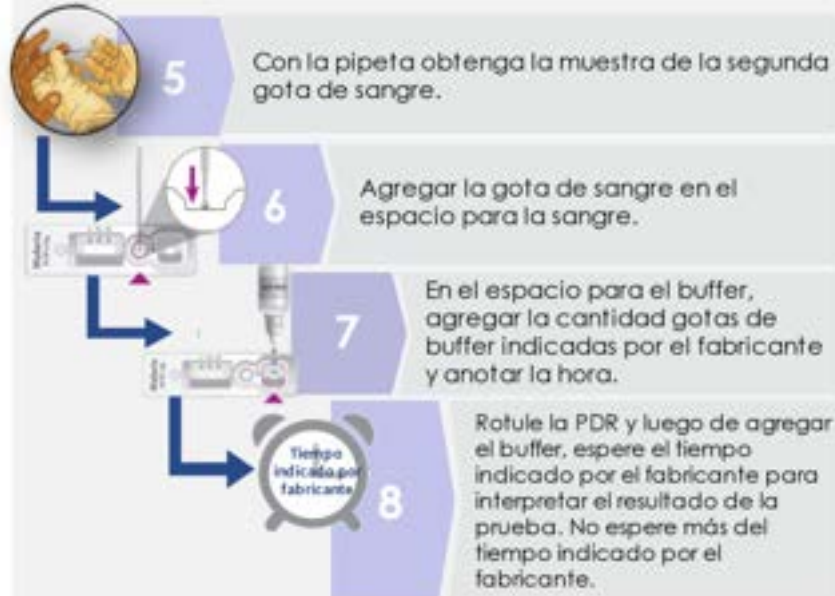 5
Con la pipeta obtenga la muestra de la segunda
gota de sangre.
6
Agregar la gota de sangre en el
espacio para la sangre.
Malaria
7
En el espacio para el buffer,
agregar la cantidad gotas de
buffer indicadas por el fabricante
y anotar la hora.
Malaria
8
Tiempo
indicado por
fabricante
Rotule la PDR y luego de agregar
el buffer, espere el tiempo
indicado por el fabricante para
interpretar el resultado de la
prueba. No espere más del
tiempo indicado por el
fabricante.